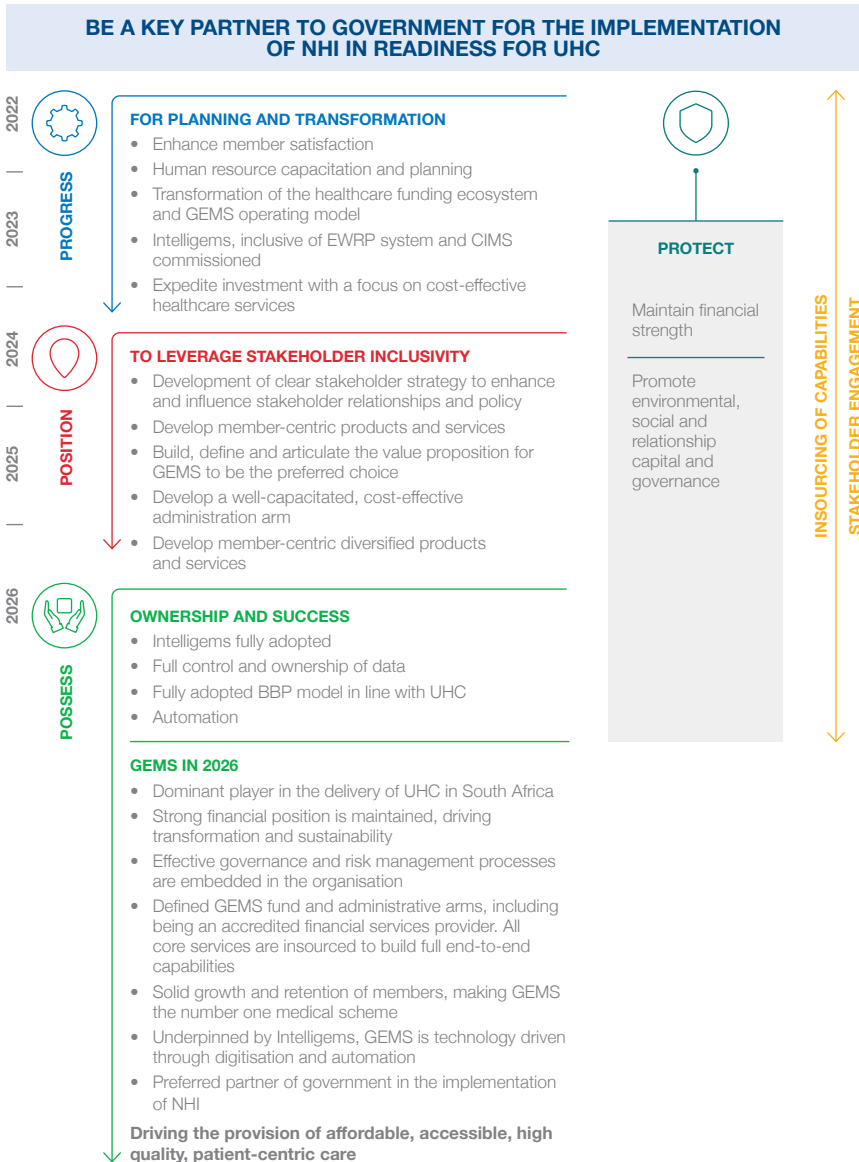 BE A KEY PARTNER TO GOVERNMENT FOR THE IMPLEMENTATION
OF NHI IN READINESS FOR UHC
2022
2023
PROGRESS
FOR PLANNING AND TRANSFORMATION
• Enhance member satisfaction
• Human resource capacitation and planning
• Transformation of the healthcare funding ecosystem
and GEMS operating model
• Intelligems, inclusive of EWRP system and CIMS
commissioned
• Expedite investment with a focus on cost-effective
healthcare services
2024
2025
POSITION
TO LEVERAGE STAKEHOLDER INCLUSIVITY
• Development of clear stakeholder strategy to enhance
and influence stakeholder relationships and policy
• Develop member-centric products and services
• Build, define and articulate the value proposition for
GEMS to be the preferred choice
• Develop a well-capacitated, cost-effective
administration arm
• Develop member-centric diversified products
and services
2026
POSSESS
OWNERSHIP AND SUCCESS
• Intelligems fully adopted
• Full control and ownership of data
• Fully adopted BBP model in line with UHC
• Automation
GEMS IN 2026
• Dominant player in the delivery of UHC in South Africa
• Strong financial position is maintained, driving
transformation and sustainability
• Effective governance and risk management processes
are embedded in the organisation
• Defined GEMS fund and administrative arms, including
being an accredited financial services provider. All
core services are insourced to build full end-to-end
capabilities
• Solid growth and retention of members, making GEMS
the number one medical scheme
• Underpinned by Intelligems, GEMS is technology driven
through digitisation and automation
• Preferred partner of government in the implementation
of NHI
Driving the provision of affordable, accessible, high
quality, patient-centric care
PROTECT
Maintain financial
strength
Promote
environmental,
social and
relationship
capital and
governance
INSOURCING OF CAPABILITIES
STAKEHOLDER ENGAGEMENT